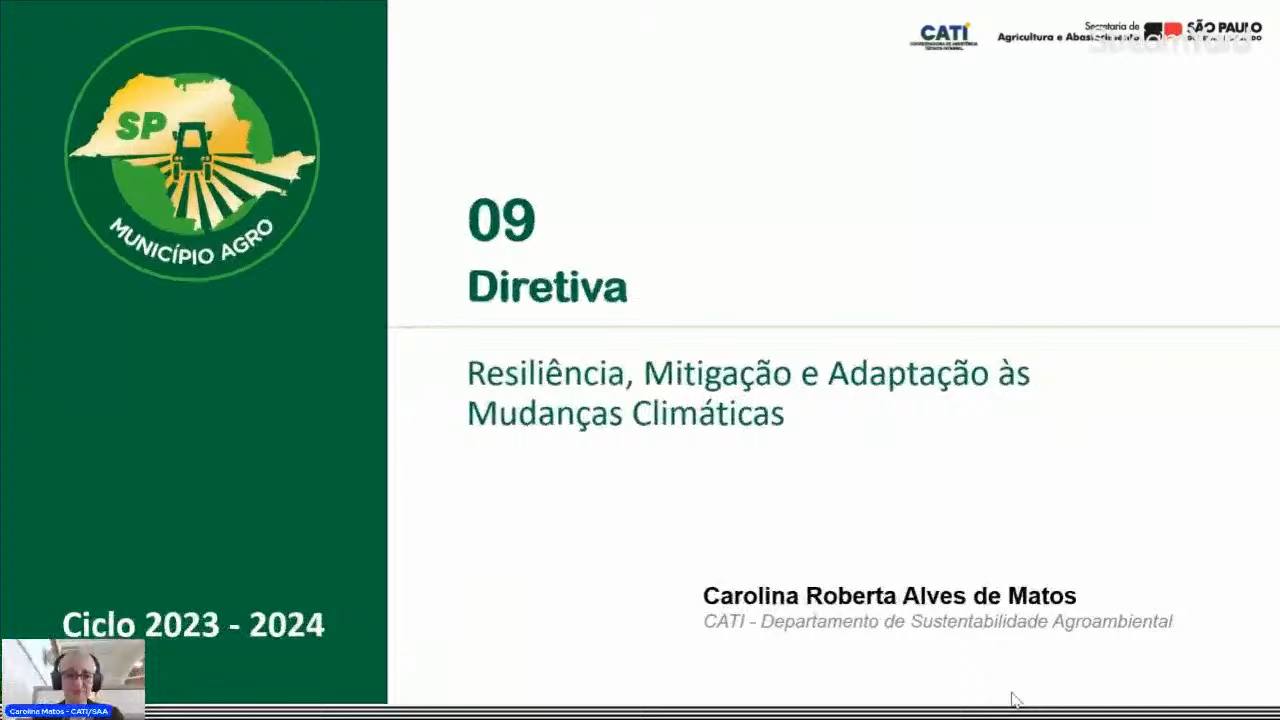 SP
MUNICÍPIO AGRO
CATI
Secretaria de
Agricultura e Abastecimento
SÃO PAULO
09
Diretiva
Resiliência, Mitigação e Adaptação às
Mudanças Climáticas
Carolina Roberta Alves de Matos
CATI - Departamento de Sustentabilidade Agroambiental
Ciclo 2023 - 2024
Carolina Matos - CATI/SAA